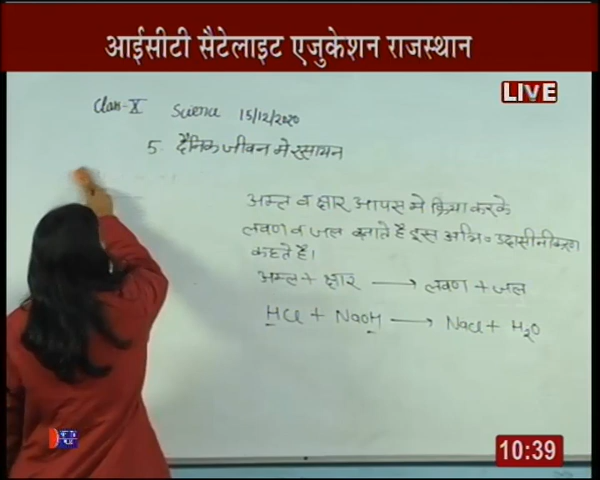 आईसीटी सैटेलाइट एजुकेशन राजस्थान
LIVE
Class-X Science 15/12/2020
5. दैनिक जीवन मे रसायन
अम्ल व क्षार आपस मे क्रिया करके
लवण व जल बनाते है इस अभि॰ उदासीनीकरण
कहते है।
अम्ल + क्षार ⟶ लवण + जल
HCl + NaOH ⟶ NaCl + H₂O
10:39